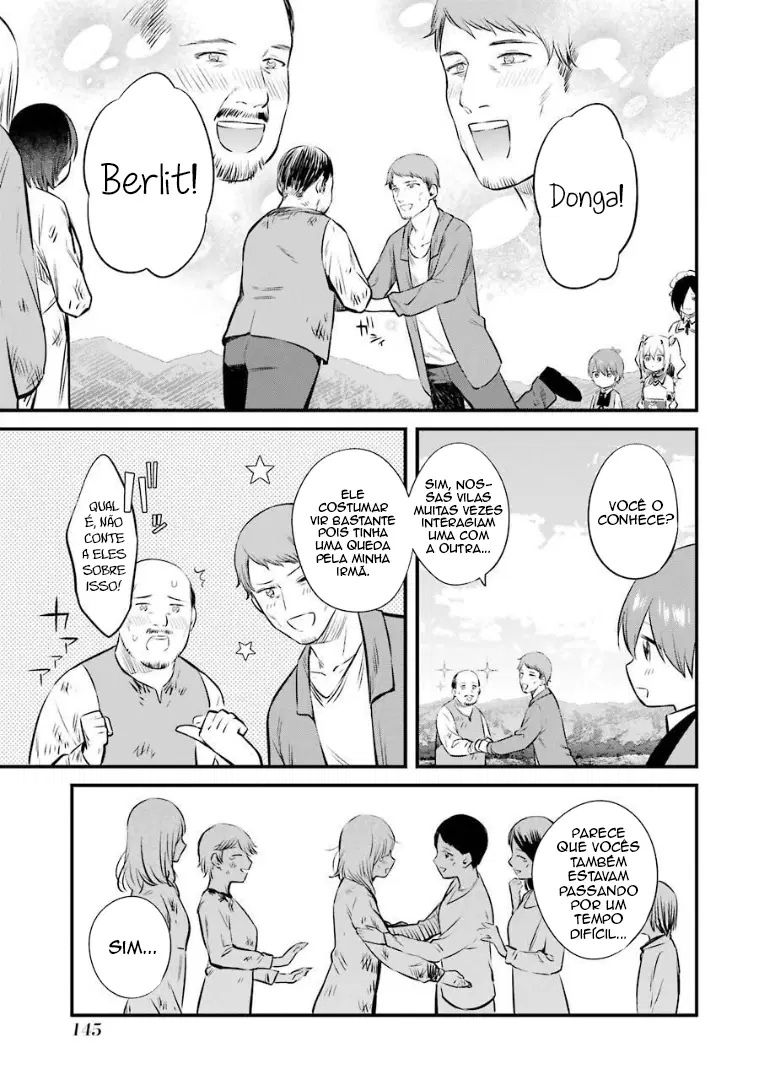 Donga!
Berlit!
VOCÊ O
CONHECE?
SIM, NOS-
SAS VILAS
MUITAS VEZES
INTERAGIAM
UMA COM
A OUTRA...
ELE
COSTUMAR
VIR BASTANTE
POIS TINHA
UMA QUEDA
PELA MINHA
IRMÃ.
QUAL
É, NÃO
CONTE
A ELES
SOBRE
ISSO!
PARECE
QUE VOCÊS
TAMBÉM
ESTAVAM
PASSANDO
POR UM
TEMPO
DIFÍCIL...
SIM...
145